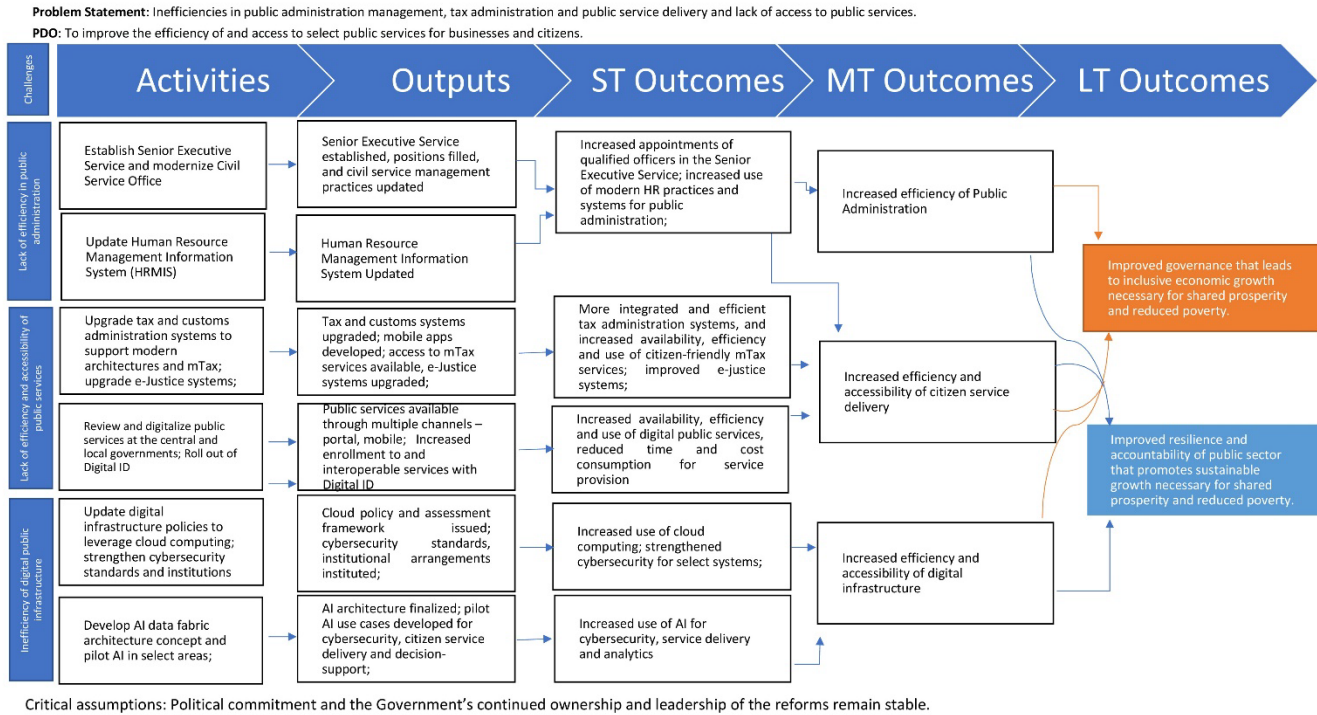 Problem Statement: Inefficiencies in public administration management, tax administration and public service delivery and lack of access to public services.
PDO: To improve the efficiency of and access to select public services for businesses and citizens.
Challenges
Activities
Outputs
ST Outcomes
MT Outcomes
LT Outcomes
Lack of efficiency in public
administration
Establish Senior Executive
Service and modernize Civil
Service Office
Senior Executive Service
established, positions filled,
and civil service management
practices updated
Increased appointments of
qualified officers in the Senior
Executive Service; increased use
of modern HR practices and
systems for public
administration;
Increased efficiency of Public
Administration
Update Human Resource
Management Information
System (HRMIS)
Human Resource
Management Information
System Updated
Improved governance that leads
to inclusive economic growth
necessary for shared prosperity
and reduced poverty.
Lack of efficiency and accessibility of
public services
Upgrade tax and customs
administration systems to
support modern
architectures and mTax;
upgrade e-Justice systems;
Tax and customs systems
upgraded; mobile apps
developed; access to mTax
services available, e-Justice
systems upgraded;
More integrated and efficient
tax administration systems, and
increased availability, efficiency
and use of citizen-friendly mTax
services; improved e-justice
systems;
Increased efficiency and
accessibility of citizen service
delivery
Review and digitalize public
services at the central and
local governments; Roll out of
Digital ID
Public services available
through multiple channels –
portal, mobile; Increased
enrollment to and
interoperable services with
Digital ID
Increased availability, efficiency
and use of digital public services,
reduced time and cost
consumption for service
provision
Improved resilience and
accountability of public sector
that promotes sustainable
growth necessary for shared
prosperity and reduced poverty.
Inefficiency of digital public
infrastructure
Update digital
infrastructure policies to
leverage cloud computing;
strengthen cybersecurity
standards and institutions
Cloud policy and assessment
framework issued;
cybersecurity standards,
institutional arrangements
instituted;
Increased use of cloud
computing; strengthened
cybersecurity for select systems;
Increased efficiency and
accessibility of digital
infrastructure
Develop AI data fabric
architecture concept and
pilot AI in select areas;
AI architecture finalized; pilot
AI use cases developed for
cybersecurity, citizen service
delivery and decision-
support;
Increased use of AI for
cybersecurity, service delivery
and analytics
Critical assumptions: Political commitment and the Government’s continued ownership and leadership of the reforms remain stable.